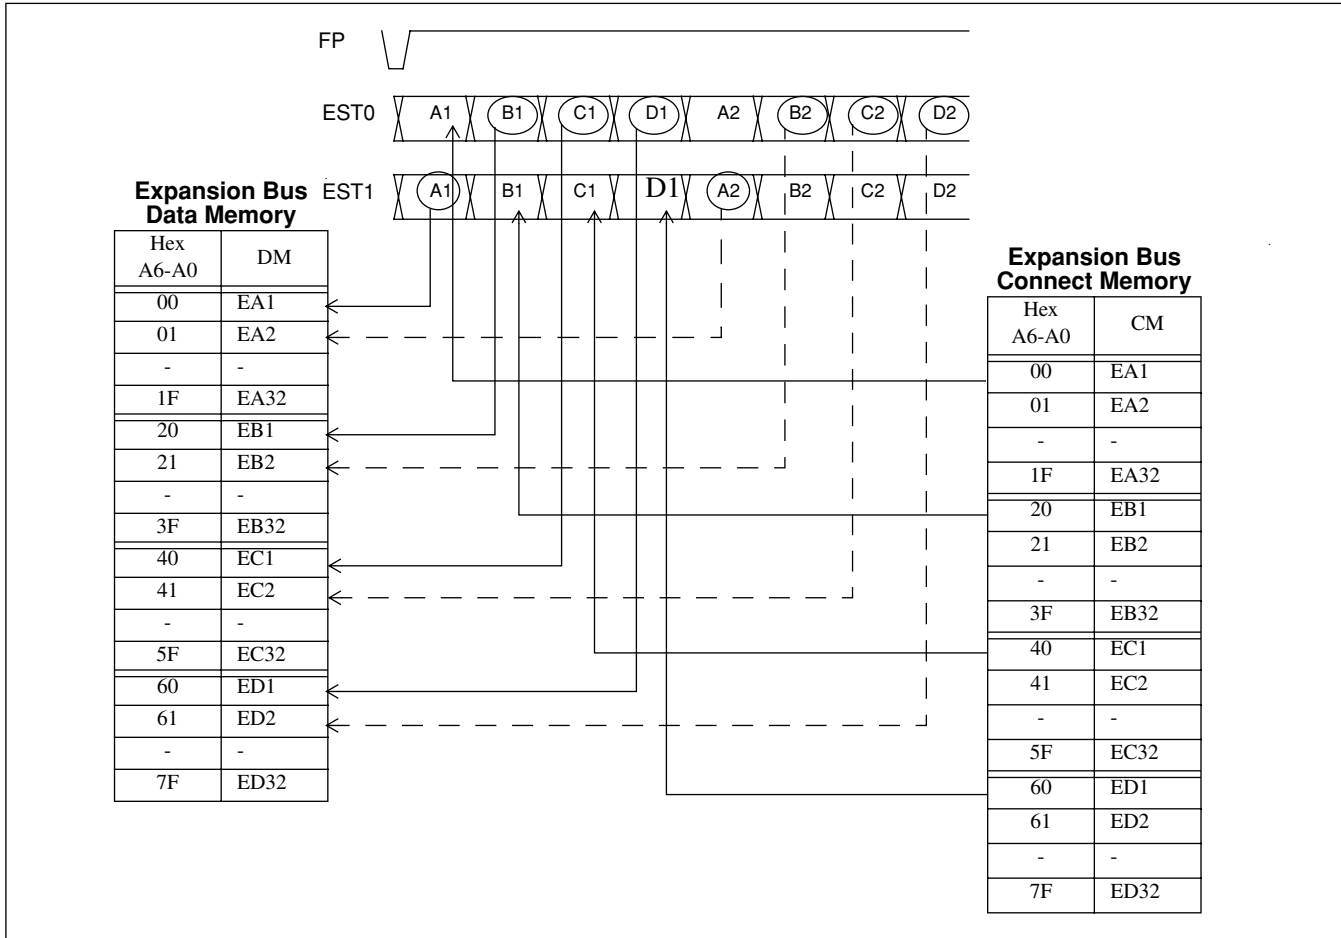 FP
EST0 A1 B1 C1 D1 A2 B2 C2 D2
EST1 A1 B1 C1 D1 A2 B2 C2 D2
Expansion Bus
Data Memory
Hex
A6-A0 DM
00 EA1
01 EA2
- -
1F EA32
20 EB1
21 EB2
- -
3F EB32
40 EC1
41 EC2
- -
5F EC32
60 ED1
61 ED2
- -
7F ED32
Expansion Bus
Connect Memory
Hex
A6-A0 CM
00 EA1
01 EA2
- -
1F EA32
20 EB1
21 EB2
- -
3F EB32
40 EC1
41 EC2
- -
5F EC32
60 ED1
61 ED2
- -
7F ED32